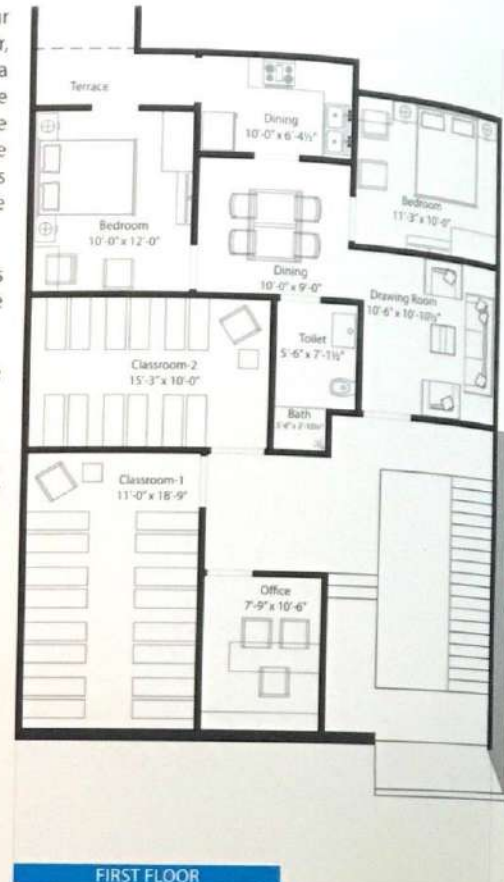 Terrace
Dining
10'-0" x 6'-4½"
Bedroom
11'-3" x 10'-0"
Bedroom
10'-0" x 12'-0"
Dining
10'-0" x 9'-0"
Drawing Room
10'-6" x 10'-10½"
Toilet
5'-6" x 7'-1½"
Classroom-2
15'-3" x 10'-0"
Bath
Classroom-1
11'-0" x 18'-9"
Office
7'-9" x 10'-6"
FIRST FLOOR